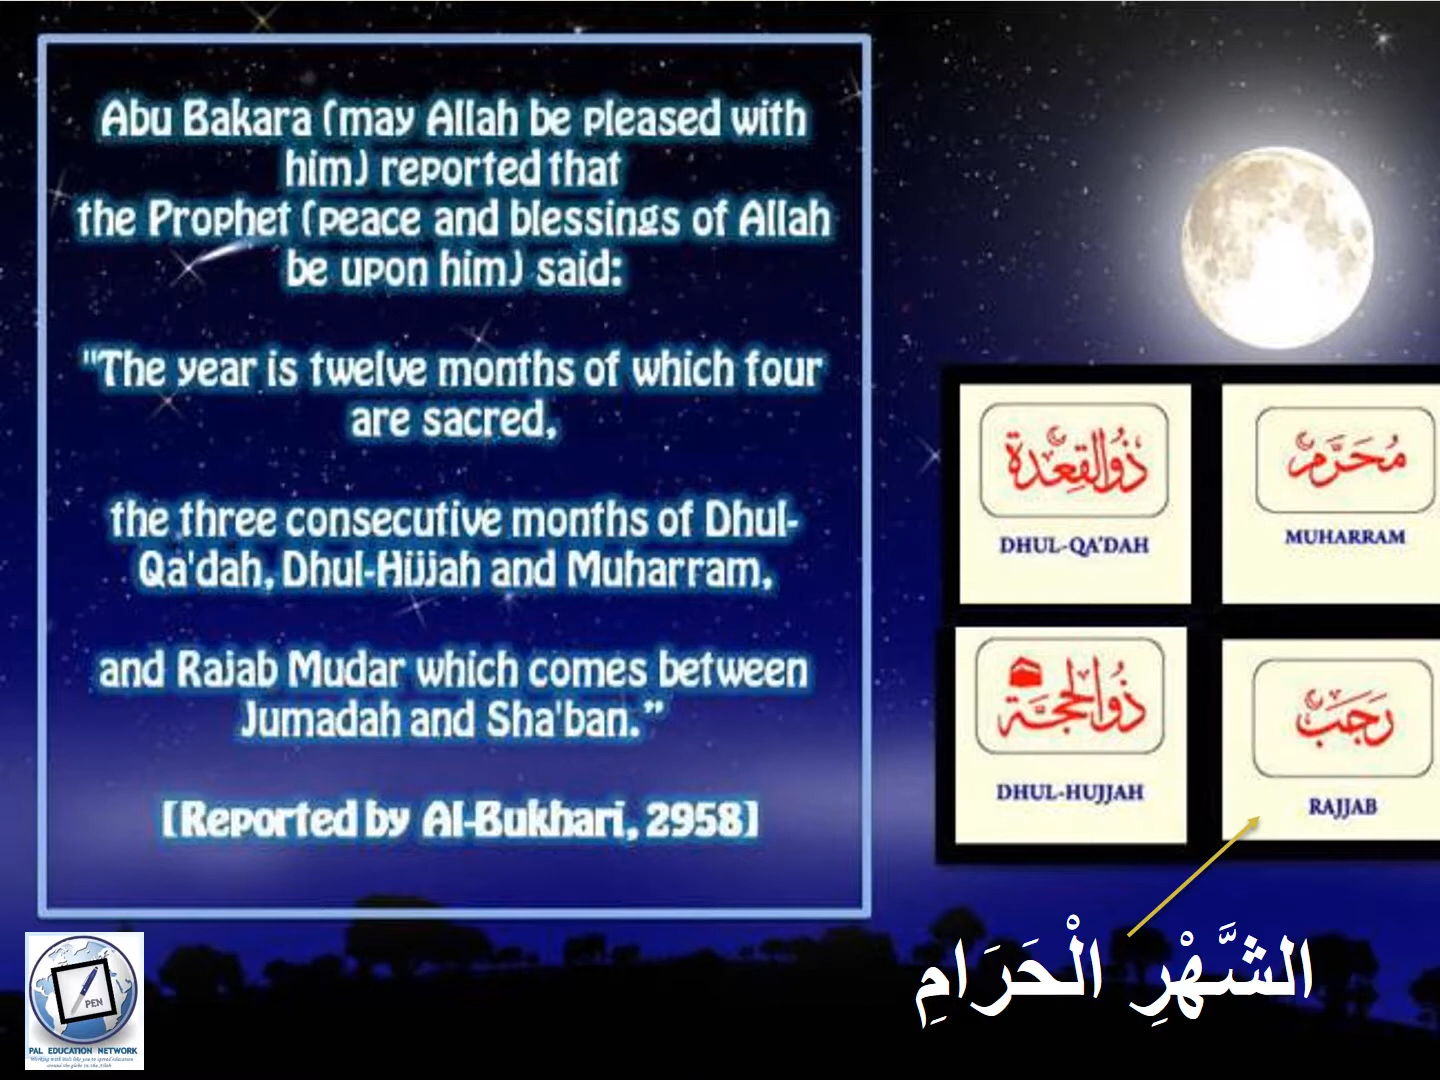 Abu Bakara (may Allah be pleased with
him) reported that
the Prophet (peace and blessings of Allah
be upon him) said:
"The year is twelve months of which four
are sacred,
the three consecutive months of Dhul-
Qa'dah, Dhul-Hijjah and Muharram,
and Rajab Mudar which comes between
Jumadah and Sha'ban.”
[Reported by Al-Bukhari, 2958]
ذُوالقِعْدة
DHUL-QA’DAH
مُحَرَّم
MUHARRAM
ذُوالحِجَّة
DHUL-HUJJAH
رَجَب
RAJJAB
الشَّهْرِ الْحَرَامِ
PEN
PAL EDUCATION NETWORK